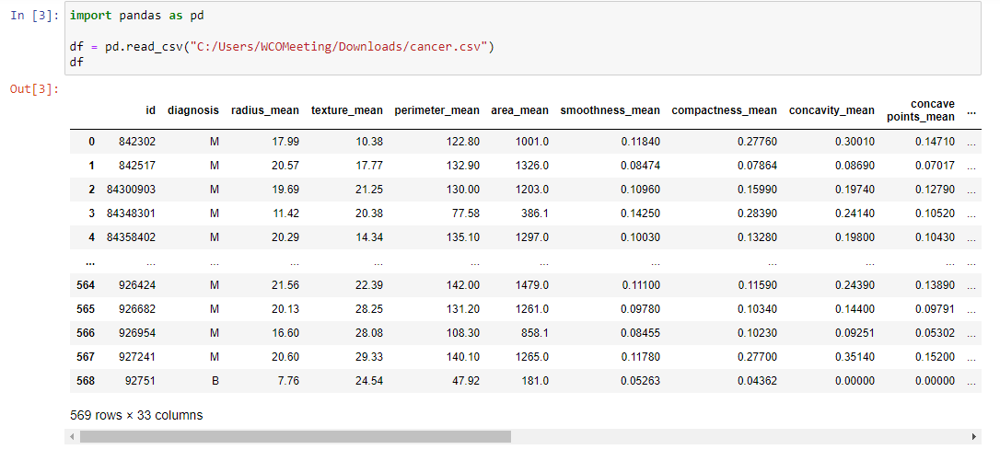 In [3]: import pandas as pd
df = pd.read_csv("C:/Users/WCOMeeting/Downloads/cancer.csv")
df
Out[3]:
id diagnosis radius_mean texture_mean perimeter_mean area_mean smoothness_mean compactness_mean concavity_mean concave points_mean ...
0 842302 M 17.99 10.38 122.80 1001.0 0.11840 0.27760 0.30010 0.14710 ...
1 842517 M 20.57 17.77 132.90 1326.0 0.08474 0.07864 0.08690 0.07017 ...
2 84300903 M 19.69 21.25 130.00 1203.0 0.10960 0.15990 0.19740 0.12790 ...
3 84348301 M 11.42 20.38 77.58 386.1 0.14250 0.28390 0.24140 0.10520 ...
4 84358402 M 20.29 14.34 135.10 1297.0 0.10030 0.13280 0.19800 0.10430 ...
... ... ... ... ... ... ... ... ... ... ... ...
564 926424 M 21.56 22.39 142.00 1479.0 0.11100 0.11590 0.24390 0.13890 ...
565 926682 M 20.13 28.25 131.20 1261.0 0.09780 0.10340 0.14400 0.09791 ...
566 926954 M 16.60 28.08 108.30 858.1 0.08455 0.10230 0.09251 0.05302 ...
567 927241 M 20.60 29.33 140.10 1265.0 0.11780 0.27700 0.35140 0.15200 ...
568 92751 B 7.76 24.54 47.92 181.0 0.05263 0.04362 0.00000 0.00000 ...
569 rows × 33 columns